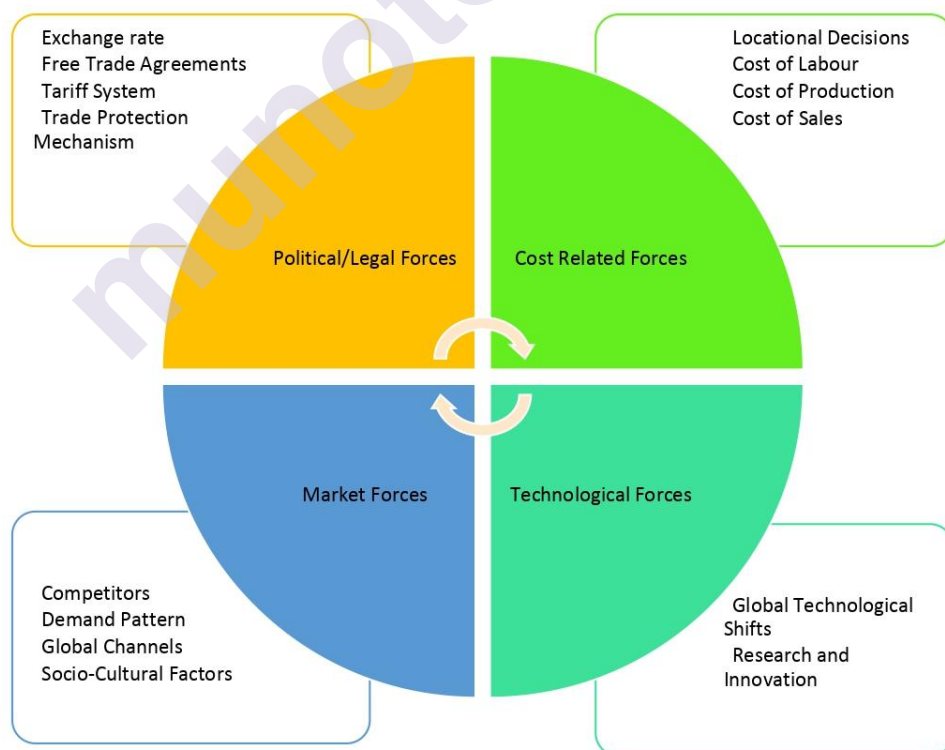 Exchange rate
Free Trade Agreements
Tariff System
Trade Protection
Mechanism
Locational Decisions
Cost of Labour
Cost of Production
Cost of Sales
Political/Legal Forces
Cost Related Forces
Market Forces
Technological Forces
Competitors
Demand Pattern
Global Channels
Socio-Cultural Factors
Global Technological
Shifts
Research and
Innovation